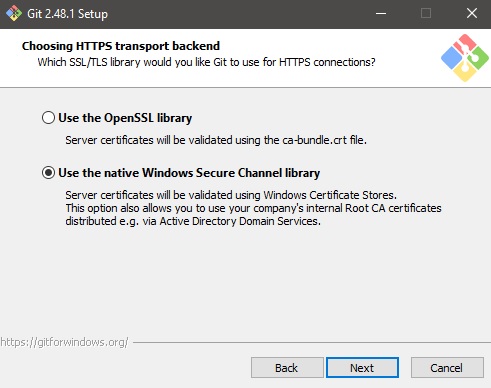 Git 2.48.1 Setup
Choosing HTTPS transport backend
Which SSL/TLS library would you like Git to use for HTTPS connections?
Use the OpenSSL library
Server certificates will be validated using the ca-bundle.crt file.
Use the native Windows Secure Channel library
Server certificates will be validated using Windows Certificate Stores.
This option also allows you to use your company's internal Root CA certificates
distributed e.g. via Active Directory Domain Services.
https://gitforwindows.org/
Back
Next
Cancel